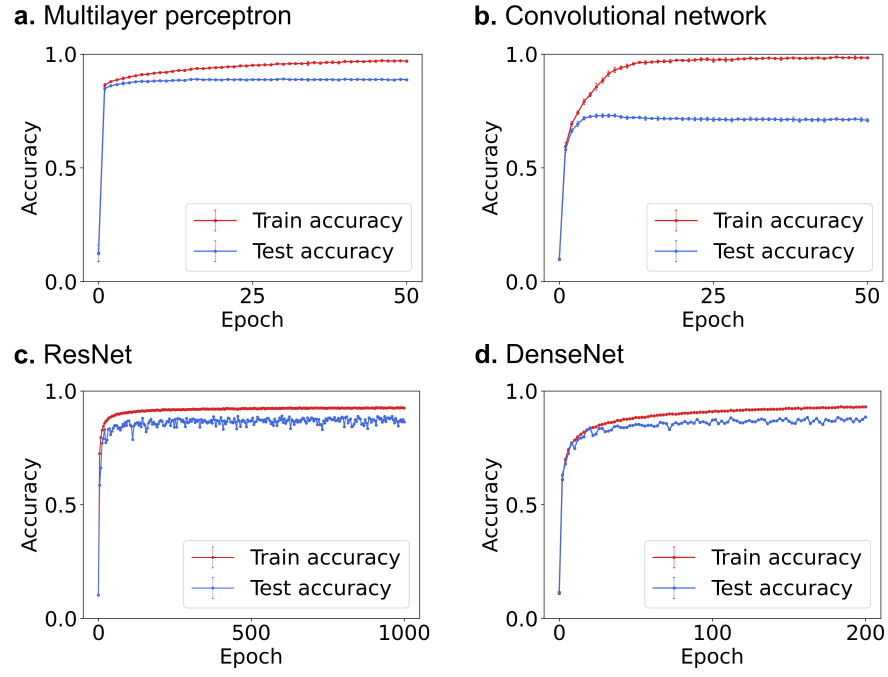 a. Multilayer perceptron
1.0
0.5
0.0
Accuracy
Train accuracy
Test accuracy
0 25 50
Epoch
b. Convolutional network
1.0
0.5
0.0
Accuracy
Train accuracy
Test accuracy
0 25 50
Epoch
c. ResNet
1.0
0.5
0.0
Accuracy
Train accuracy
Test accuracy
0 500 1000
Epoch
d. DenseNet
1.0
0.5
0.0
Accuracy
Train accuracy
Test accuracy
0 100 200
Epoch